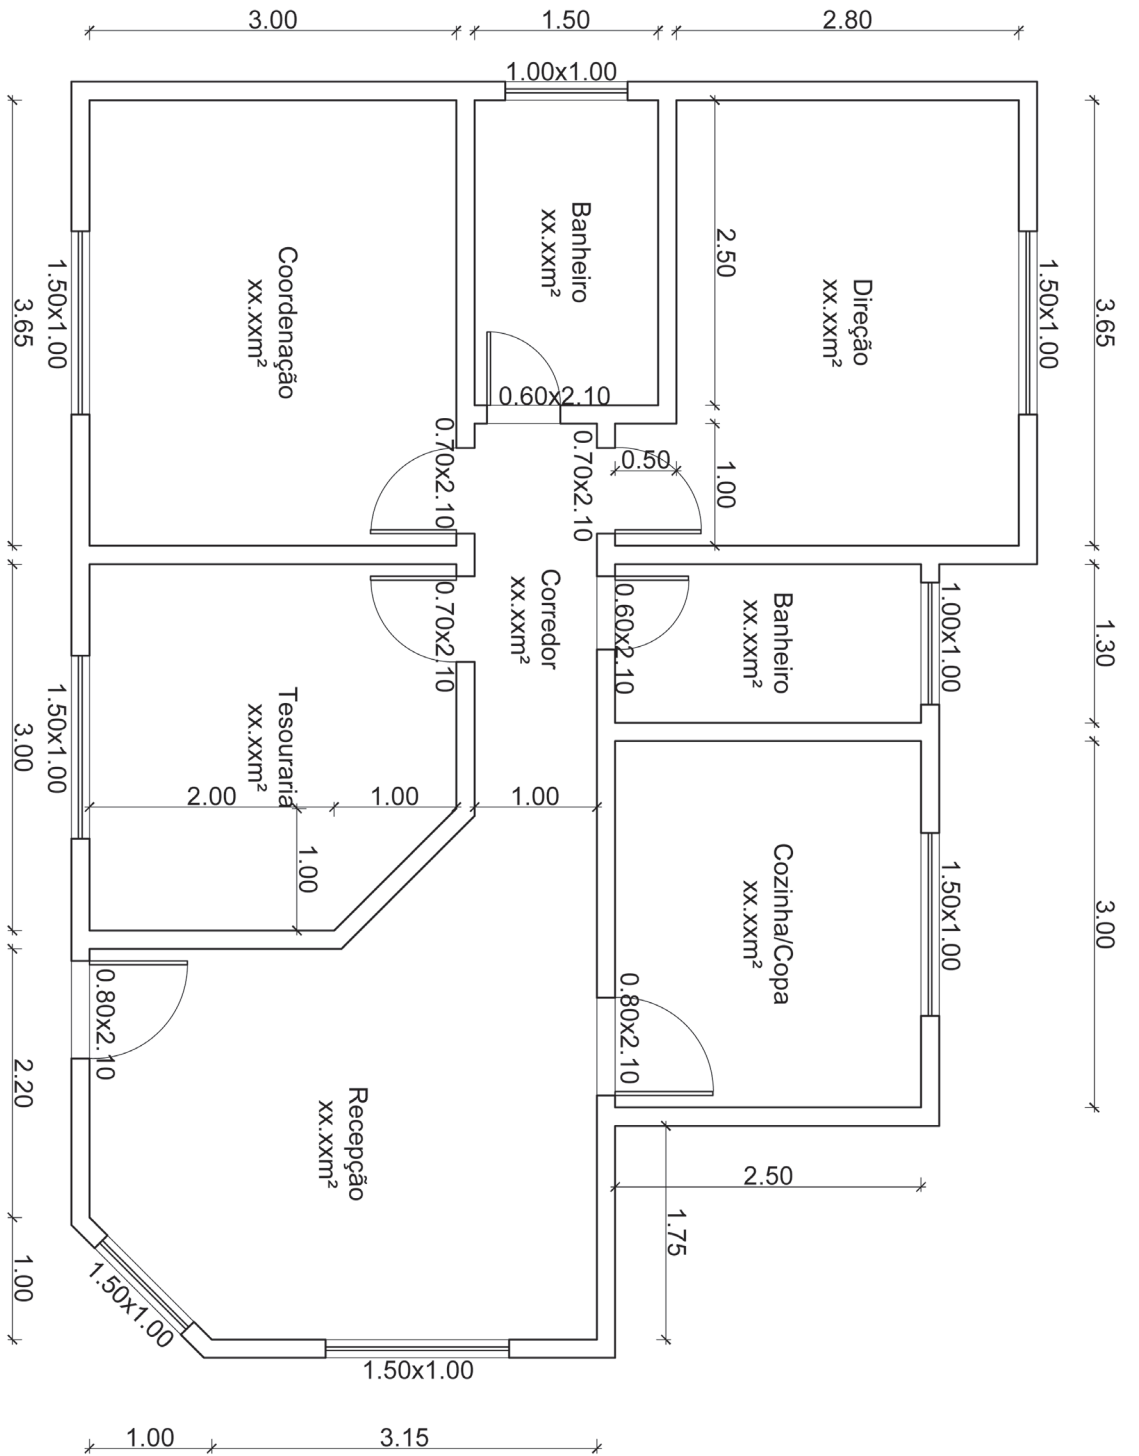 3.00
1.50
2.80
1.00x1.00
Coordenação
xx.xxm²
Banheiro
xx.xxm²
2.50
Direção
xx.xxm²
1.50x1.00
3.65
1.50x1.00
3.65
0.60x2.10
0.70x2.10
0.70x2.10
0.50
1.00
Corredor
xx.xxm²
0.70x2.10
0.60x2.10
Banheiro
xx.xxm²
1.00x1.00
1.30
Tesouraria
xx.xxm²
1.50x1.00
3.00
2.00
1.00
1.00
1.00
Cozinha/Copa
xx.xxm²
1.50x1.00
3.00
0.80x2.10
0.80x2.10
2.20
Recepção
xx.xxm²
2.50
1.75
1.00
1.50x1.00
1.50x1.00
1.00
3.15